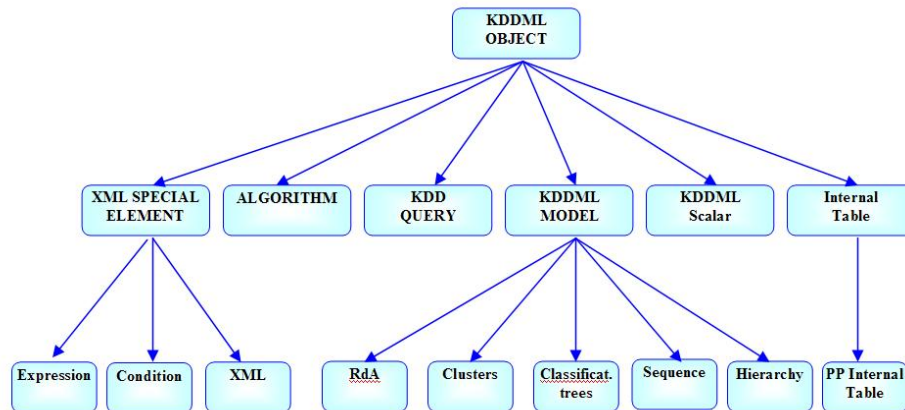 KDDML
OBJECT
XML SPECIAL
ELEMENT
ALGORITHM
KDD
QUERY
KDDML
MODEL
KDDML
Scalar
Internal
Table
Expression
Condition
XML
RdA
Clusters
Classificat.
trees
Sequence
Hierarchy
PP Internal
Table